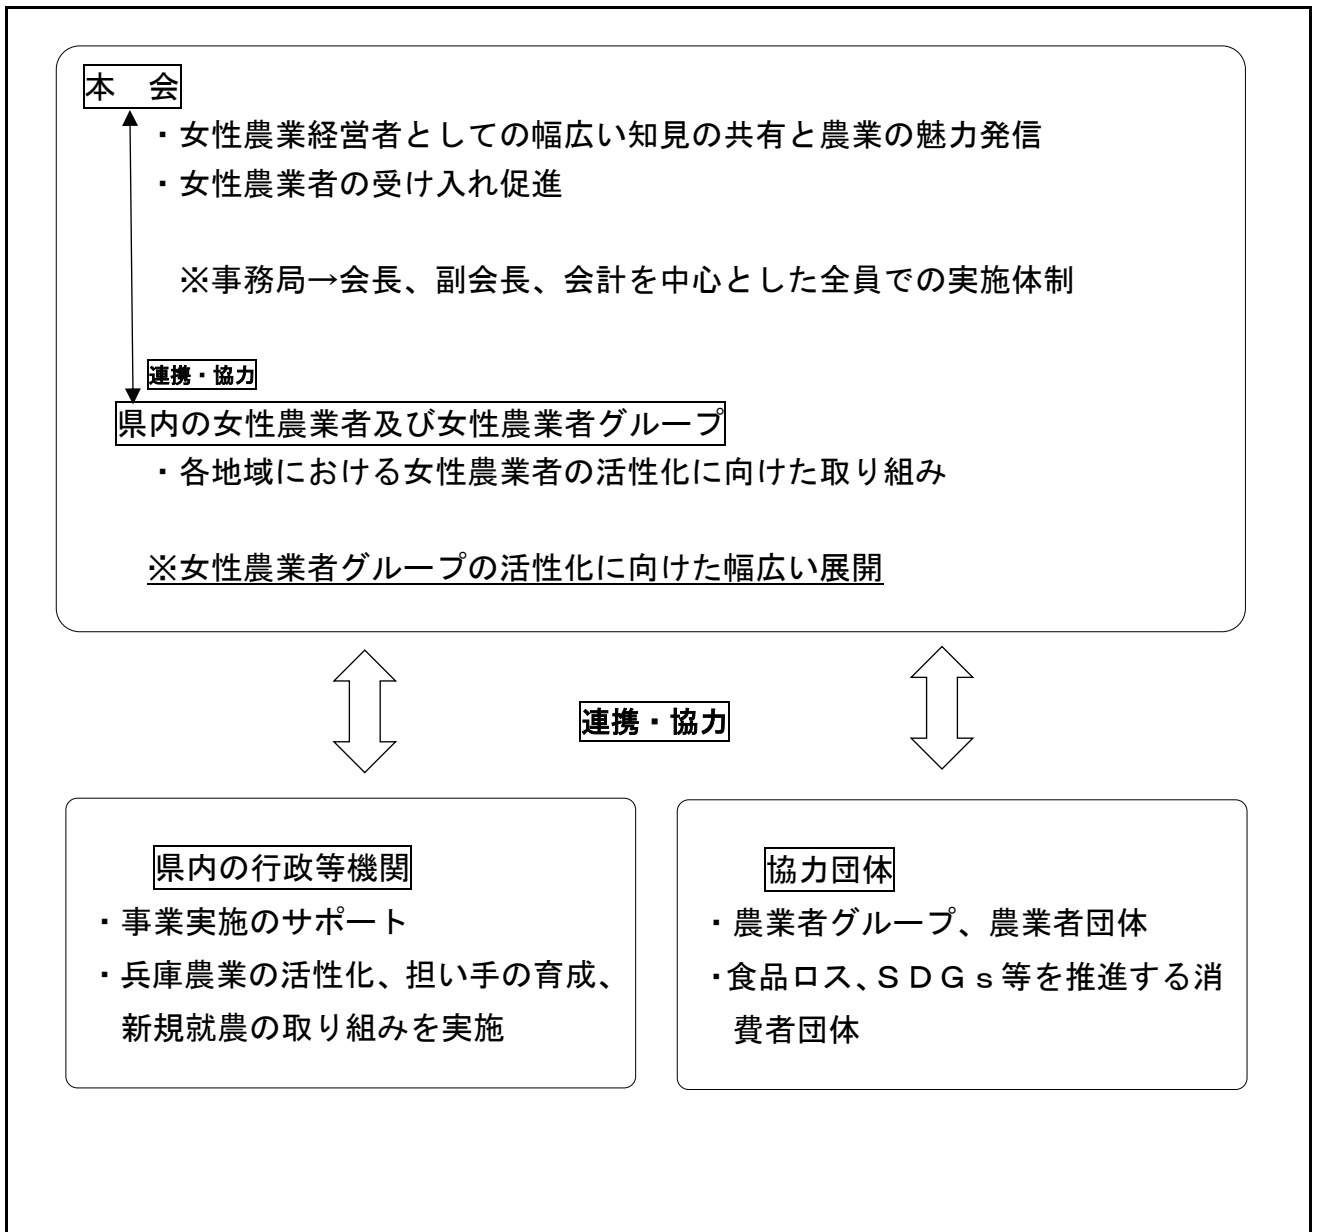 本　会
・女性農業経営者としての幅広い知見の共有と農業の魅力発信
・女性農業者の受け入れ促進
※事務局→会長、副会長、会計を中心とした全員での実施体制
連携・協力
県内の女性農業者及び女性農業者グループ
・各地域における女性農業者の活性化に向けた取り組み
※女性農業者グループの活性化に向けた幅広い展開
連携・協力
県内の行政等機関
・事業実施のサポート
・兵庫農業の活性化、担い手の育成、
新規就農の取り組みを実施
協力団体
・農業者グループ、農業者団体
・食品ロス、ＳＤＧｓ等を推進する消
費者団体